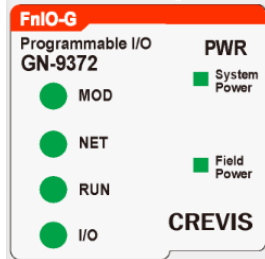 FnIO-G
Programmable I/O
GN-9372
PWR
System
Power
MOD
NET
Field
Power
RUN
I/O
CREVIS